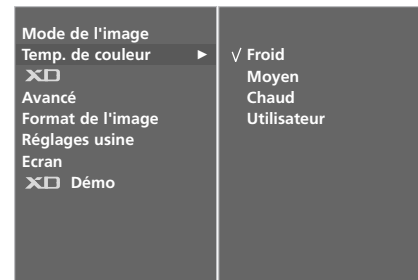 Mode de l'image
Temp. de couleur ►
XD
Avancé
Format de l'image
Réglages usine
Ecran
XD Démo
√ Froid
Moyen
Chaud
Utilisateur